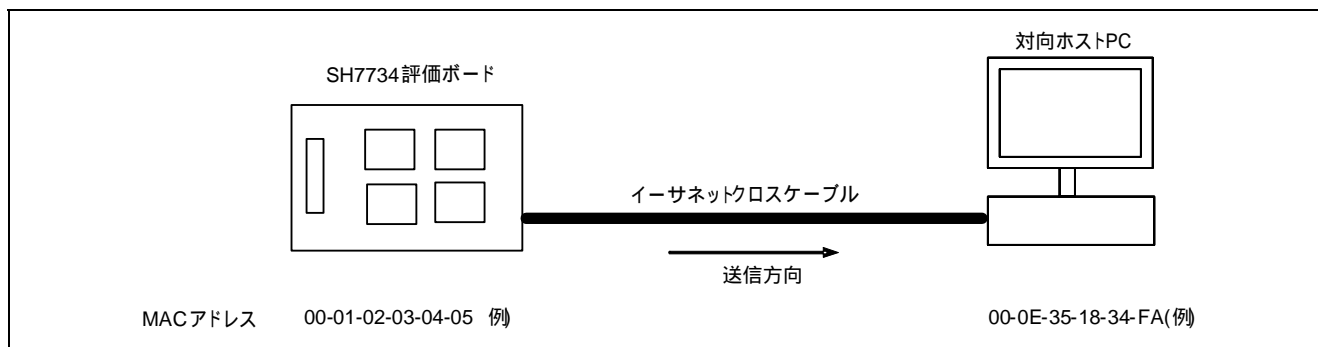 対向ホストPC
SH7734評価ボード
イーサネットクロスケーブル
送信方向
MACアドレス 00-01-02-03-04-05 例)
00-0E-35-18-34-FA(例)